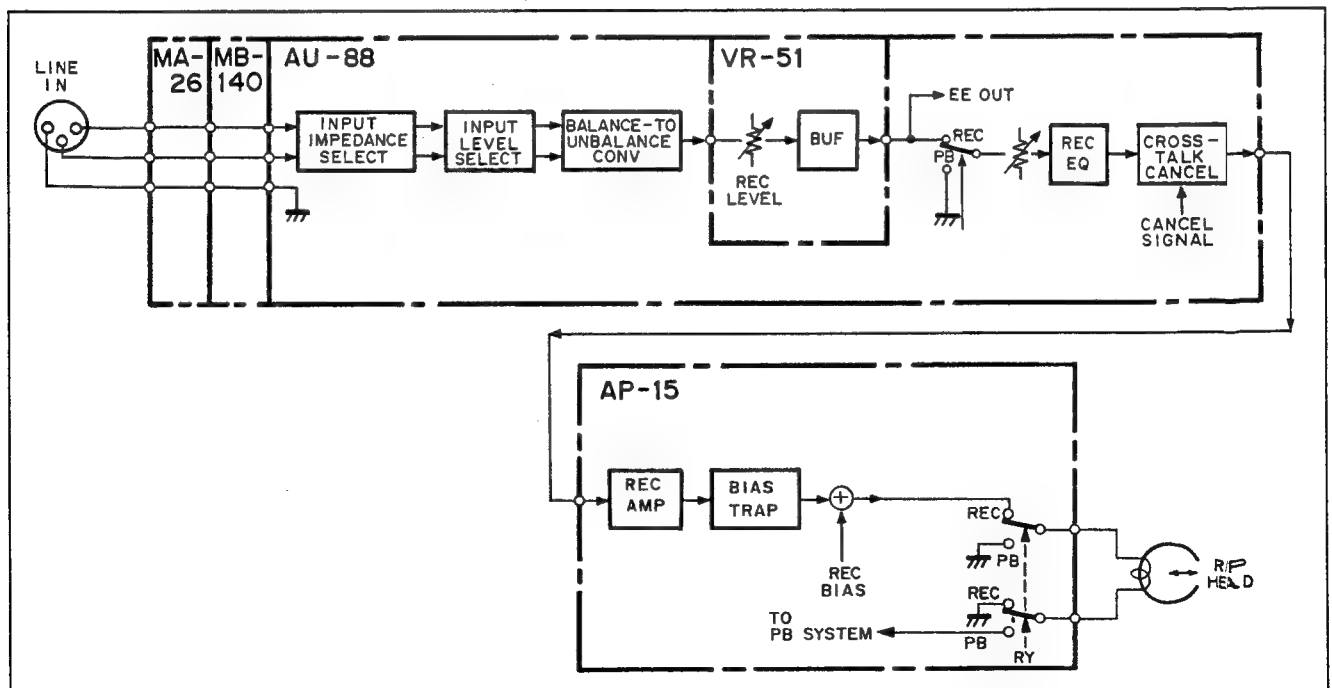 LINE
IN
MA-
26
MB-
140
AU-88
INPUT
IMPEDANCE
SELECT
INPUT
LEVEL
SELECT
BALANCE-TO
UNBALANCE
CONV
VR-51
REC
LEVEL
BUF
EE OUT
REC
PB
REC
EQ
CROSS-
TALK
CANCEL
CANCEL
SIGNAL
AP-15
REC
AMP
BIAS
TRAP
REC
BIAS
REC
PB
REC
PB
RY
TO
PB SYSTEM
R/P
HEAD